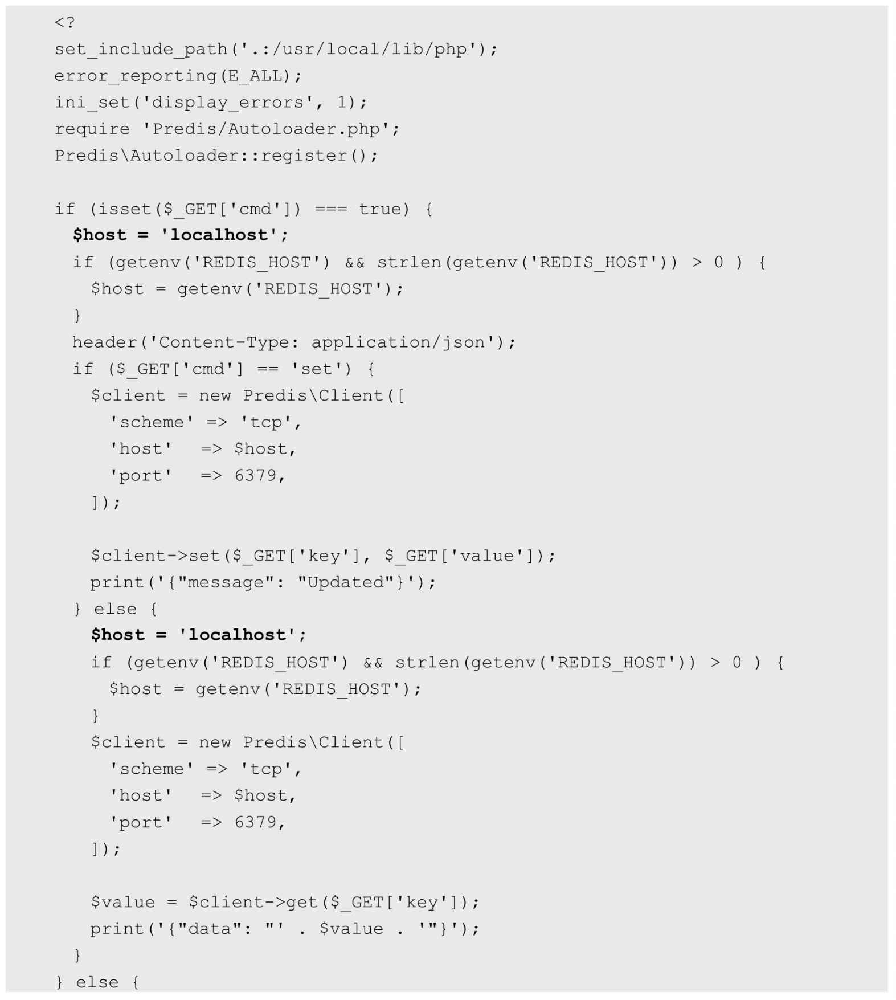 <?
set_include_path('.:/usr/local/lib/php');
error_reporting(E_ALL);
ini_set('display_errors', 1);
require 'Predis/Autoloader.php';
Predis\Autoloader::register();

if (isset($_GET['cmd']) === true) {
  $host = 'localhost';
  if (getenv('REDIS_HOST') && strlen(getenv('REDIS_HOST')) > 0 ) {
    $host = getenv('REDIS_HOST');
  }
  header('Content-Type: application/json');
  if ($_GET['cmd'] == 'set') {
    $client = new Predis\Client([
      'scheme' => 'tcp',
      'host'   => $host,
      'port'   => 6379,
    ]);

    $client->set($_GET['key'], $_GET['value']);
    print('{"message": "Updated"}');
  } else {
    $host = 'localhost';
    if (getenv('REDIS_HOST') && strlen(getenv('REDIS_HOST')) > 0 ) {
      $host = getenv('REDIS_HOST');
    }
    $client = new Predis\Client([
      'scheme' => 'tcp',
      'host'   => $host,
      'port'   => 6379,
    ]);

    $value = $client->get($_GET['key']);
    print('{"data": "' . $value . '"}');
  }
} else {